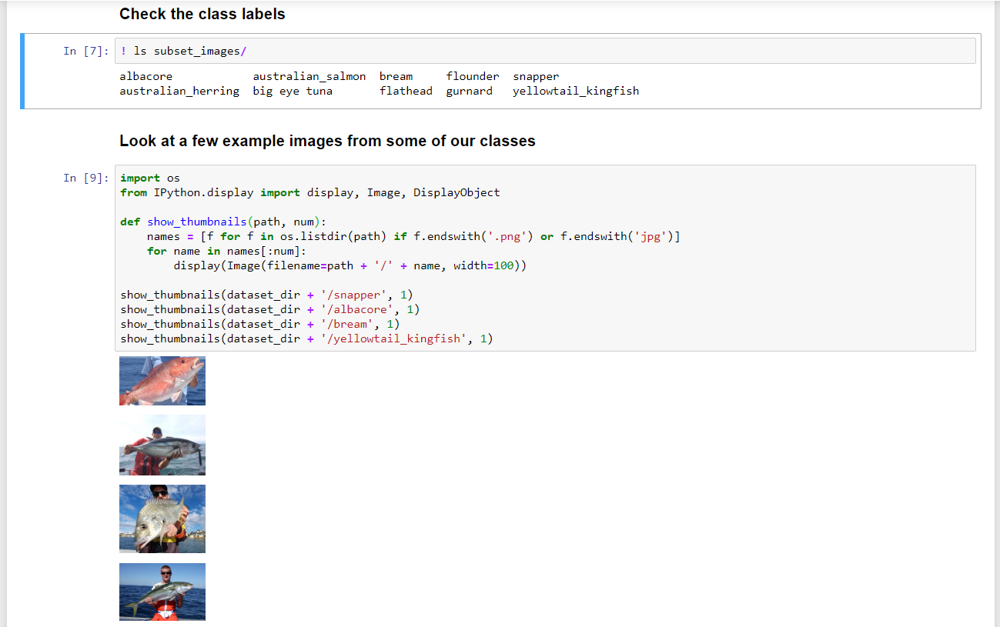 Check the class labels
In [7]: ! ls subset_images/
albacore australian_salmon bream flounder snapper
australian_herring big eye tuna flathead gurnard yellowtail_kingfish
Look at a few example images from some of our classes
In [9]: import os
from IPython.display import display, Image, DisplayObject
def show_thumbnails(path, num):
    names = [f for f in os.listdir(path) if f.endswith('.png') or f.endswith('jpg')]
    for name in names[:num]:
        display(Image(filename=path + '/' + name, width=100))
show_thumbnails(dataset_dir + '/snapper', 1)
show_thumbnails(dataset_dir + '/albacore', 1)
show_thumbnails(dataset_dir + '/bream', 1)
show_thumbnails(dataset_dir + '/yellowtail_kingfish', 1)